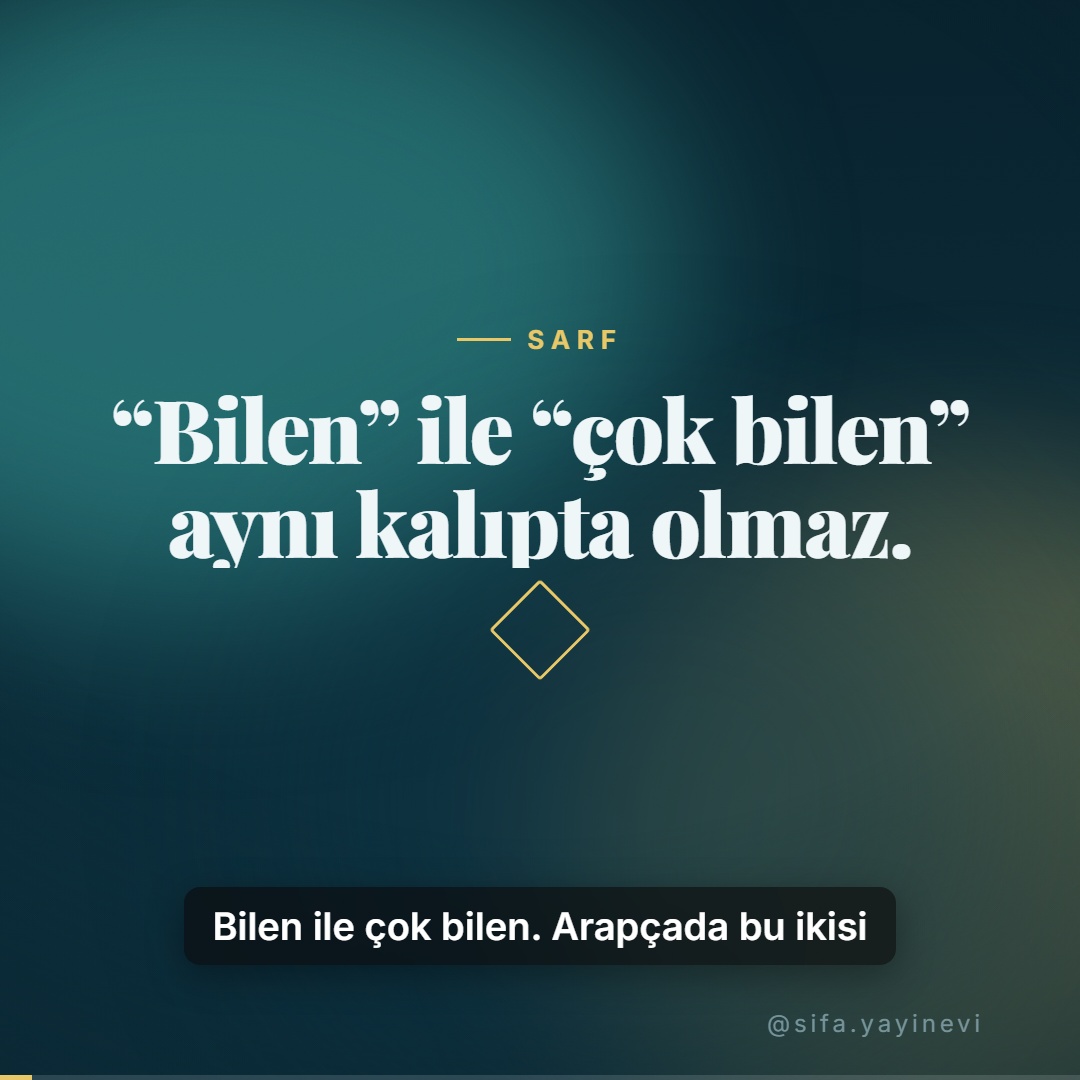 SARF
“Bilen” ile “çok bilen”
aynı kalıpta olmaz.
Bilen ile çok bilen. Arapçada bu ikisi
@sifa.yayinevi